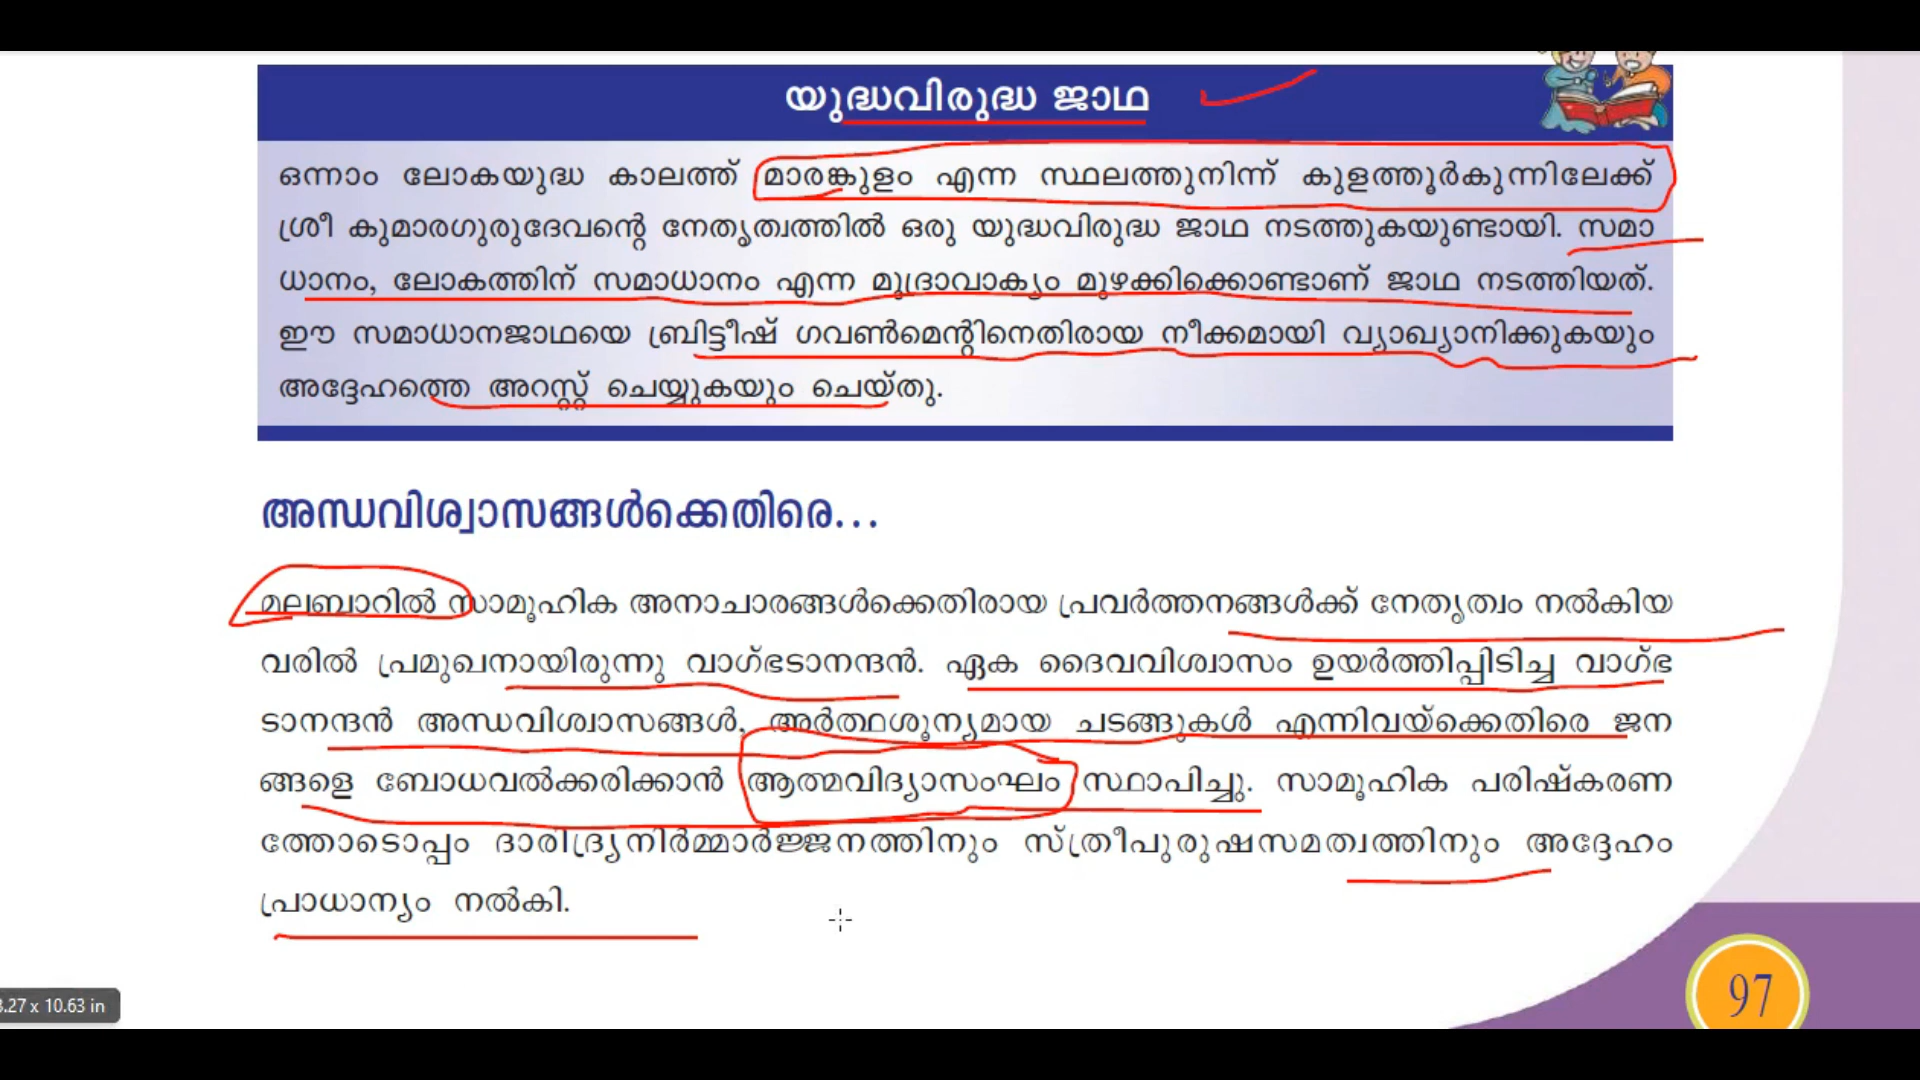 യുദ്ധവിരുദ്ധ ജാഥ
ഒന്നാം ലോകയുദ്ധ കാലത്ത് മാരങ്കുളം എന്ന സ്ഥലത്തുനിന്ന് കുളത്തൂർകുന്നിലേക്ക്
ശ്രീ കുമാരഗുരുദേവന്റെ നേതൃത്വത്തിൽ ഒരു യുദ്ധവിരുദ്ധ ജാഥ നടത്തുകയുണ്ടായി. സമാ
ധാനം, ലോകത്തിന് സമാധാനം എന്ന മുദ്രാവാക്യം മുഴക്കിക്കൊണ്ടാണ് ജാഥ നടത്തിയത്.
ഈ സമാധാനജാഥയെ ബ്രിട്ടീഷ് ഗവൺമെന്റിനെതിരായ നീക്കമായി വ്യാഖ്യാനിക്കുകയും
അദ്ദേഹത്തെ അറസ്റ്റ് ചെയ്യുകയും ചെയ്തു.
അന്ധവിശ്വാസങ്ങൾക്കെതിരെ...
മലബാറിൽ സാമൂഹിക അനാചാരങ്ങൾക്കെതിരായ പ്രവർത്തനങ്ങൾക്ക് നേതൃത്വം നൽകിയ
വരിൽ പ്രമുഖനായിരുന്നു വാഗ്ഭടാനന്ദൻ. ഏക ദൈവവിശ്വാസം ഉയർത്തിപ്പിടിച്ച വാഗ്ഭ
ടാനന്ദൻ അന്ധവിശ്വാസങ്ങൾ, അർത്ഥശൂന്യമായ ചടങ്ങുകൾ എന്നിവയ്ക്കെതിരെ ജന
ങ്ങളെ ബോധവൽക്കരിക്കാൻ ആത്മവിദ്യാസംഘം സ്ഥാപിച്ചു. സാമൂഹിക പരിഷ്കരണ
ത്തോടൊപ്പം ദാരിദ്ര്യനിർമ്മാർജ്ജനത്തിനും സ്ത്രീപുരുഷസമത്വത്തിനും അദ്ദേഹം
പ്രാധാന്യം നൽകി.
97
.27 x 10.63 in